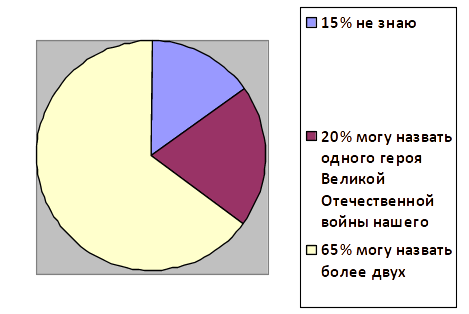 15% не знаю
20% могу назвать
одного героя
Великой
Отечественной
войны нашего
65% могу назвать
более двух